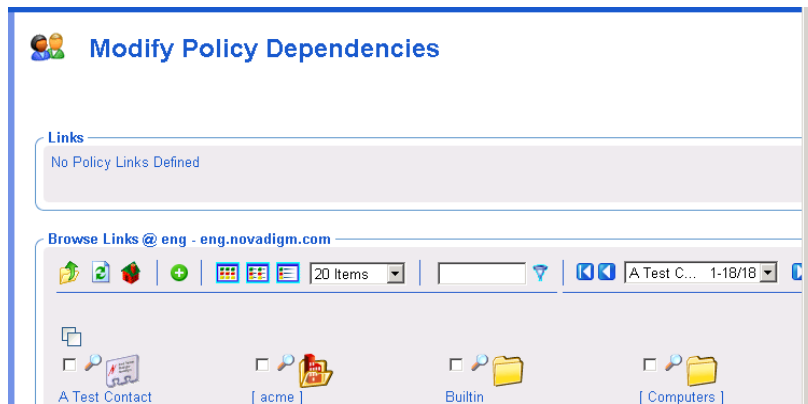 Modify Policy Dependencies
Links
No Policy Links Defined
Browse Links @ eng - eng.novadigm.com
20 Items
A Test C... 1-18/18
A Test Contact
[ acme ]
Builtin
[ Computers ]